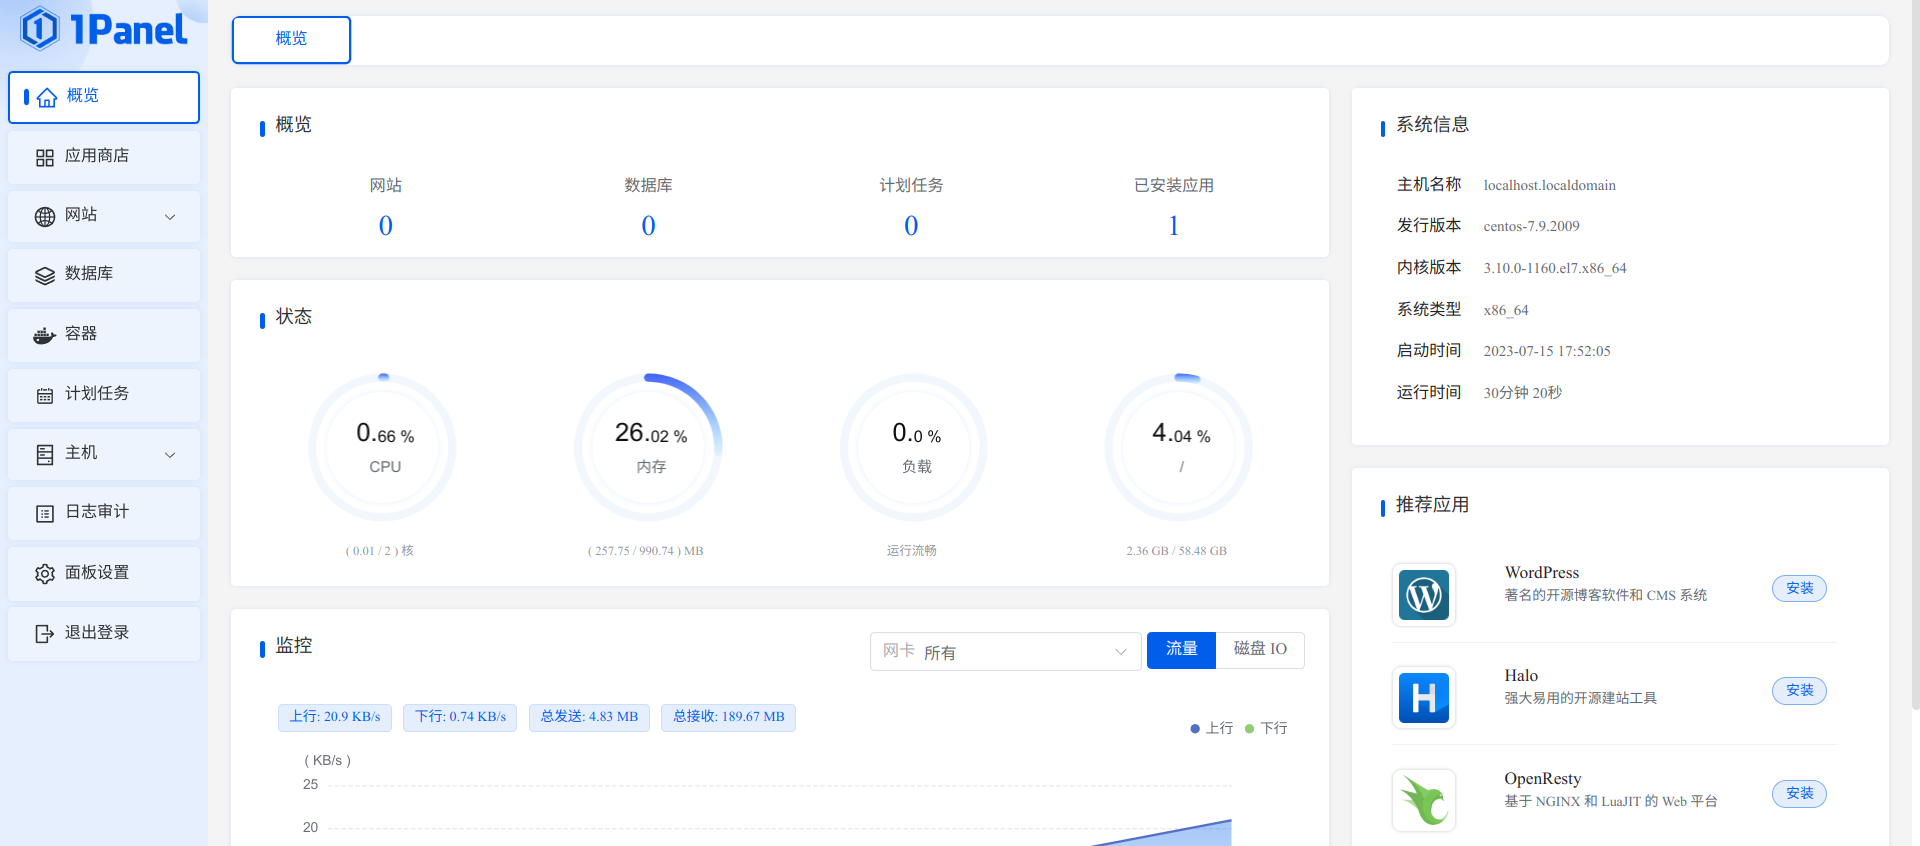 1Panel
概览
应用商店
网站
数据库
容器
计划任务
主机
日志审计
面板设置
退出登录
概览
概览
网站
数据库
计划任务
已安装应用
0
0
0
1
状态
0.66 %
CPU
( 0.01 / 2 ) 核
26.02 %
内存
( 257.75 / 990.74 ) MB
0.0 %
负载
运行流畅
4.04 %
/
2.36 GB / 58.48 GB
监控
网卡 所有
流量
磁盘 IO
上行: 20.9 KB/s
下行: 0.74 KB/s
总发送: 4.83 MB
总接收: 189.67 MB
上行
下行
( KB/s )
25
20
系统信息
主机名称 localhost.localdomain
发行版本 centos-7.9.2009
内核版本 3.10.0-1160.el7.x86_64
系统类型 x86_64
启动时间 2023-07-15 17:52:05
运行时间 30分钟 20秒
推荐应用
WordPress
著名的开源博客软件和 CMS 系统
安装
Halo
强大易用的开源建站工具
安装
OpenResty
基于 NGINX 和 LuaJIT 的 Web 平台
安装